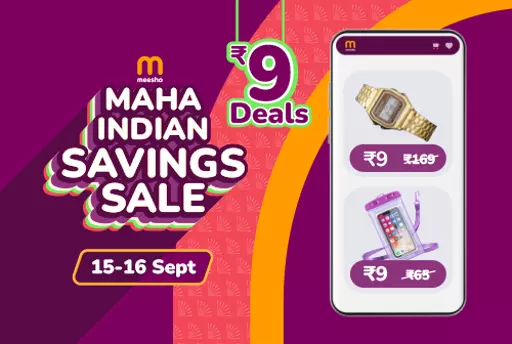 meesho
MAHA
INDIAN
SAVINGS
SALE
15-16 Sept
₹9
Deals
₹9 ₹169
₹9 ₹65